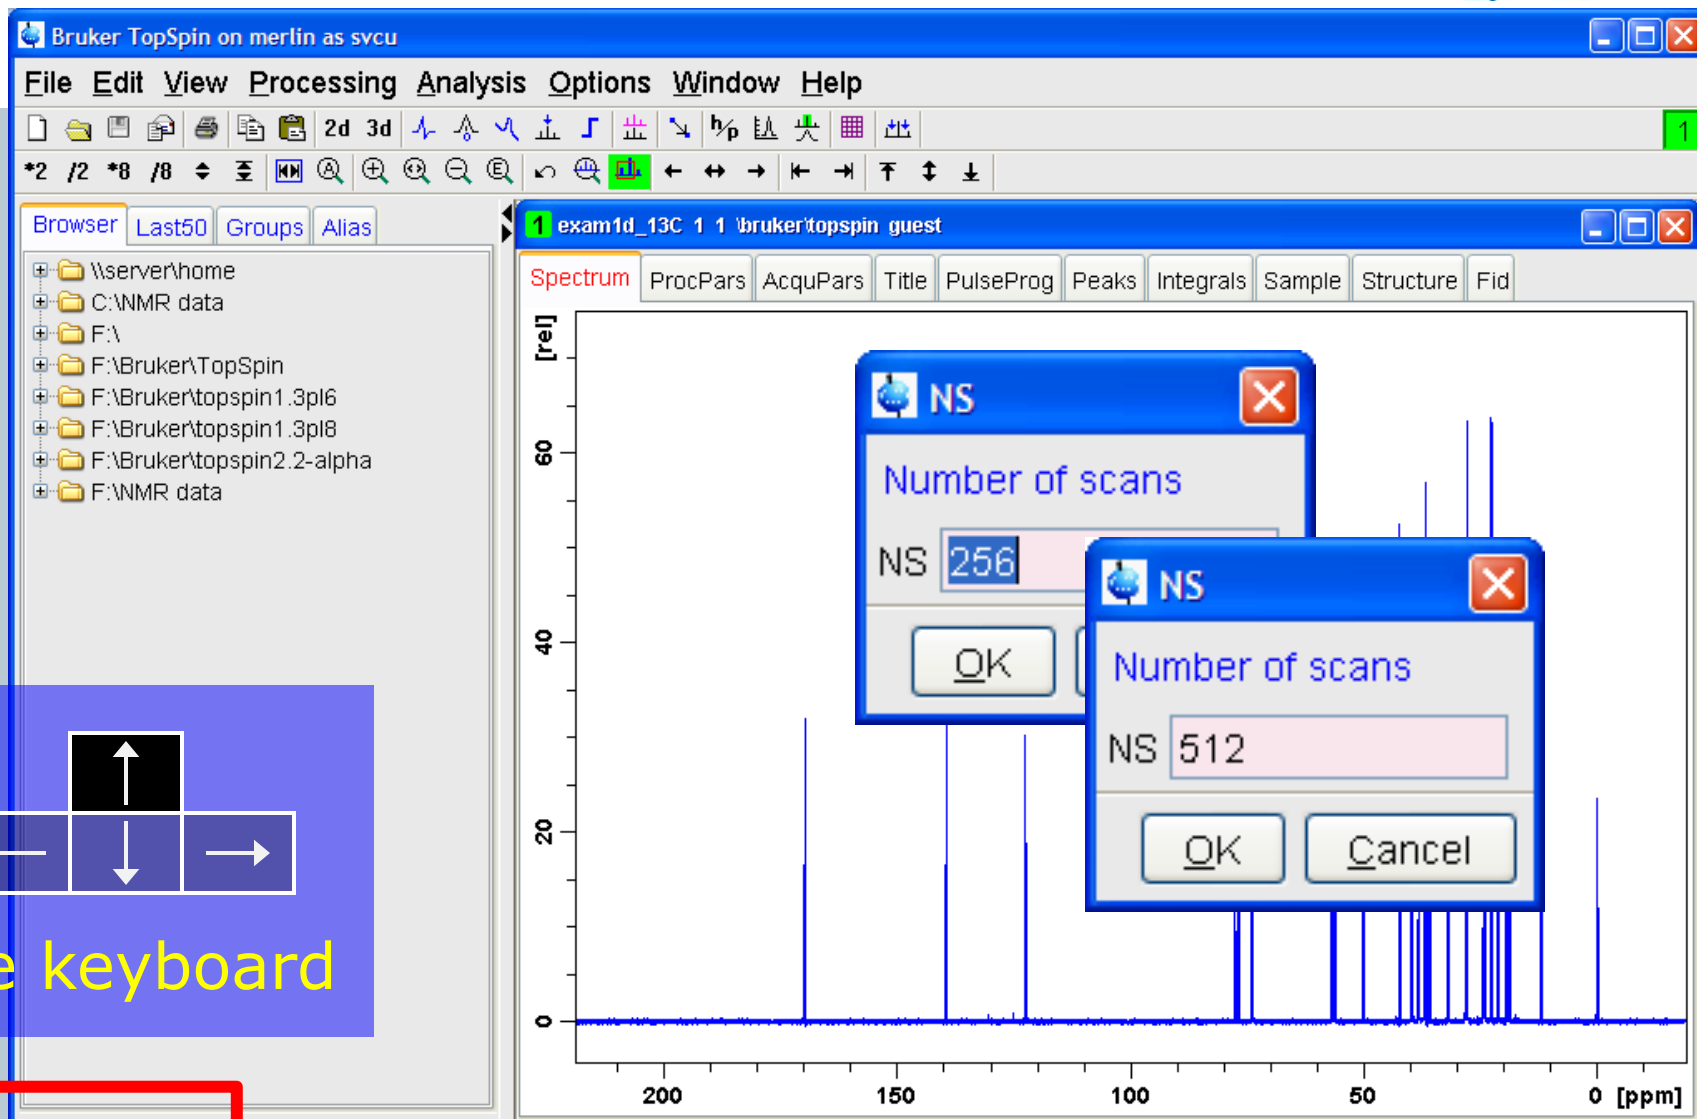 Bruker TopSpin on merlin as svcu
File Edit View Processing Analysis Options Window Help
2d 3d h/p 1
*2 /2 *8 /8
Browser Last50 Groups Alias
\\server\home
C:\NMR data
F:\
F:\Bruker\TopSpin
F:\Bruker\topspin1.3pl6
F:\Bruker\topspin1.3pl8
F:\Bruker\topspin2.2-alpha
F:\NMR data
e keyboard
1 exam1d_13C 1 1 \bruker\topspin guest
Spectrum ProcPars AcquPars Title PulseProg Peaks Integrals Sample Structure Fid
[rel]
60
40
20
0
NS
Number of scans
NS 256
OK
NS
Number of scans
NS 512
OK Cancel
200 150 100 50 0 [ppm]